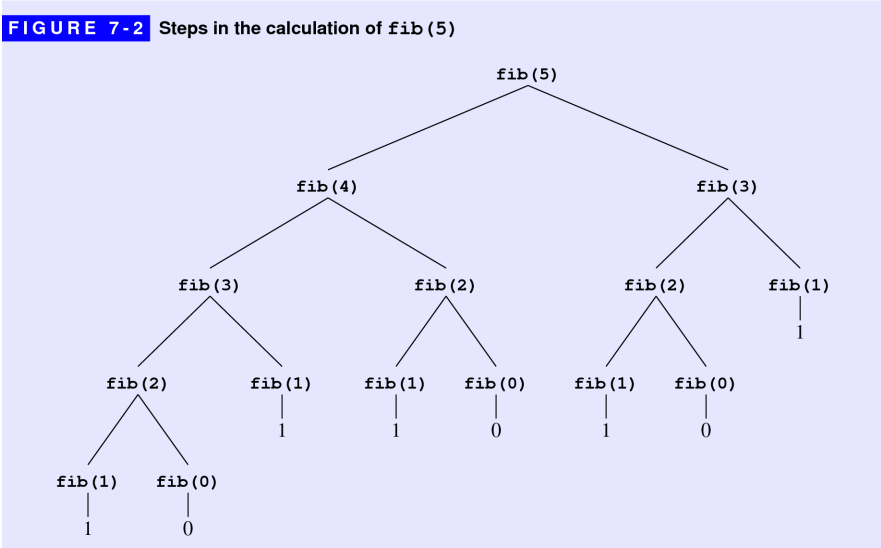 FIGURE 7-2 Steps in the calculation of fib(5)
fib(5)
fib(4) fib(3)
fib(3) fib(2) fib(2) fib(1)
1
fib(2) fib(1) fib(1) fib(0) fib(1) fib(0)
1 1 0 1 0
fib(1) fib(0)
1 0